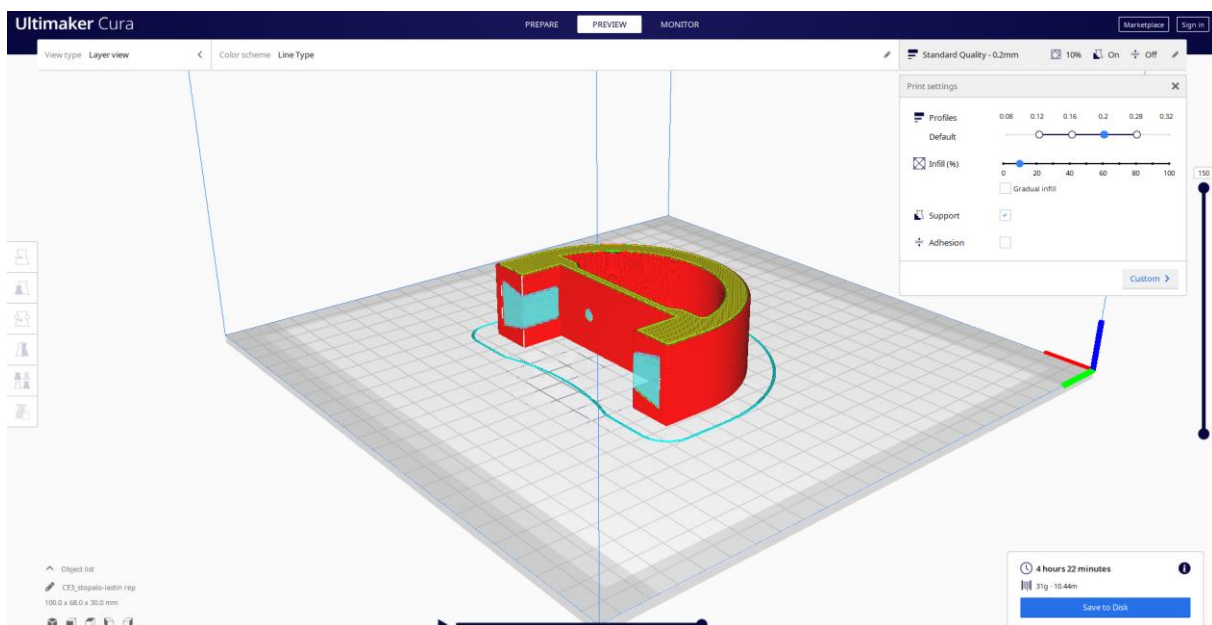 Ultimaker Cura
PREPARE PREVIEW MONITOR
Marketplace Sign in
View type Layer view
Color scheme Line Type
Standard Quality - 0.2mm 10% On Off
Print settings
Profiles 0.08 0.12 0.16 0.2 0.28 0.32
Default
Infill (%)
0 20 40 60 80 100
Gradual infill
Support
Adhesion
Custom
150
Object list
CE3_stopalo-lastin rep
100.0 x 68.0 x 30.0 mm
4 hours 22 minutes
31g · 10.44m
Save to Disk